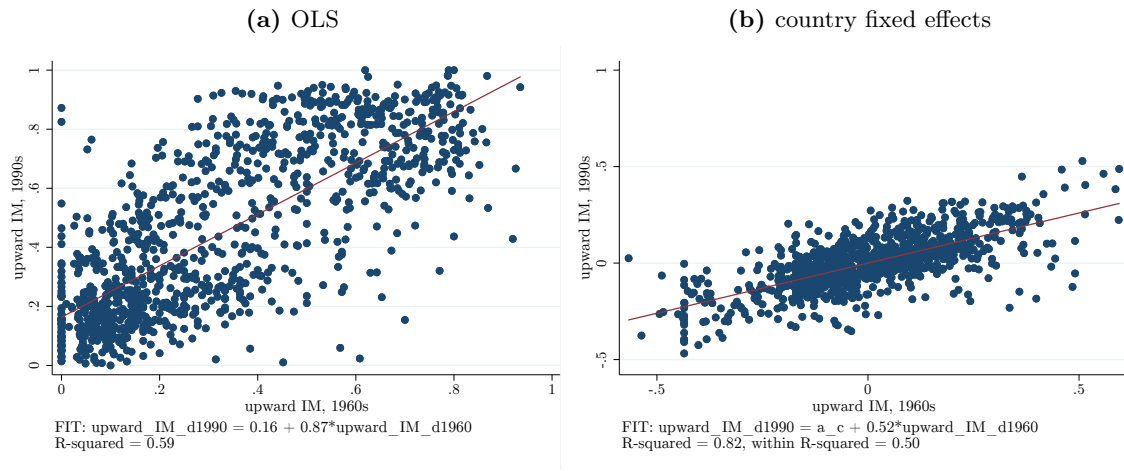 (a) OLS
upward IM, 1990s
1
.8
.6
.4
.2
0
0 .2 .4 .6 .8 1
upward IM, 1960s
FIT: upward_IM_d1990 = 0.16 + 0.87*upward_IM_d1960
R-squared = 0.59
(b) country fixed effects
upward IM, 1990s
1
.5
0
-.5
-.5 0 .5
upward IM, 1960s
FIT: upward_IM_d1990 = a_c + 0.52*upward_IM_d1960
R-squared = 0.82, within R-squared = 0.50